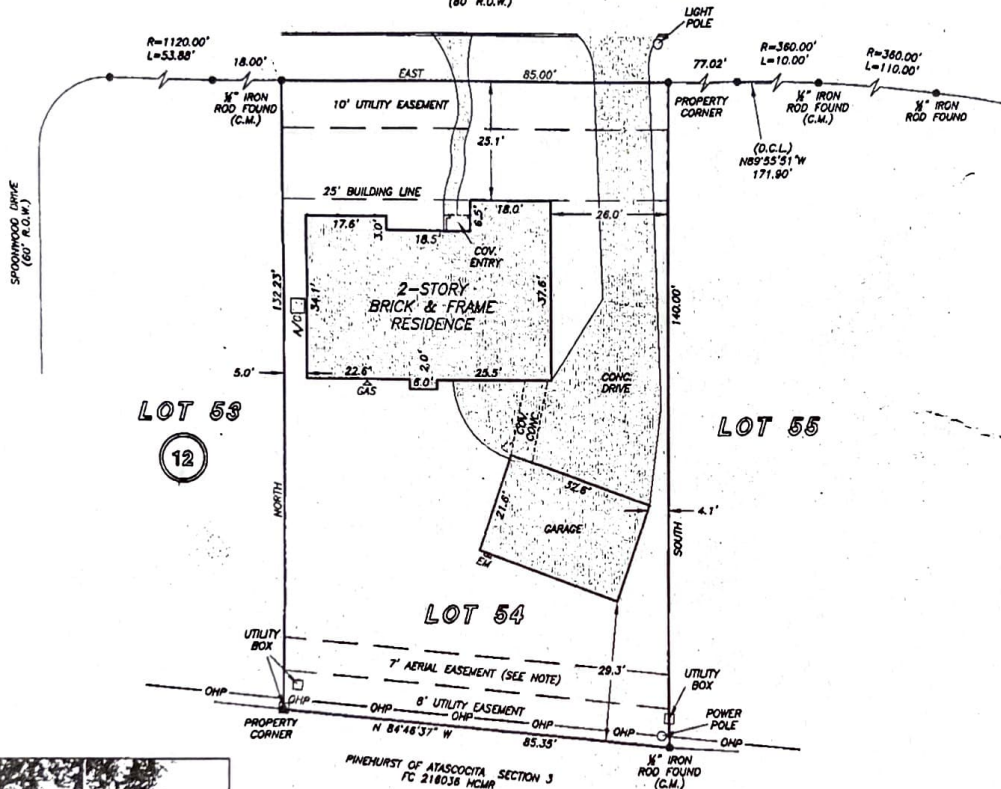 (60' R.O.W.)
LIGHT
POLE
R=1120.00'
L=53.88'
18.00'
EAST
85.00'
77.02'
R=360.00'
L=10.00'
R=360.00'
L=110.00'
½" IRON
ROD FOUND
(C.M.)
10' UTILITY EASEMENT
PROPERTY
CORNER
½" IRON
ROD FOUND
(C.M.)
½" IRON
ROD FOUND
25.1'
(D.C.L.)
N89°55'51"W
171.90'
SPOONWOOD DRIVE
(60' R.O.W.)
25' BUILDING LINE
17.6'
3.0'
18.5'
6.5'
18.0'
26.0'
COV.
ENTRY
132.23'
A/C
34.1'
2-STORY
BRICK & FRAME
RESIDENCE
37.6'
140.00'
5.0'
22.6'
2.0'
6.0'
25.5'
GAS
CONC.
DRIVE
COV.
CONC.
LOT 53
12
LOT 55
NORTH
21.6'
GARAGE
4.1'
SOUTH
EM
LOT 54
UTILITY
BOX
7' AERIAL EASEMENT (SEE NOTE)
29.3'
UTILITY
BOX
OHP
OHP
8' UTILITY EASEMENT
OHP
OHP
OHP
OHP
OHP
POWER
POLE
PROPERTY
CORNER
N 84°46'37" W
85.35'
PINEHURST OF ATASCOCITA SECTION 3
FC 218036 HCMR
½" IRON
ROD FOUND
(C.M.)